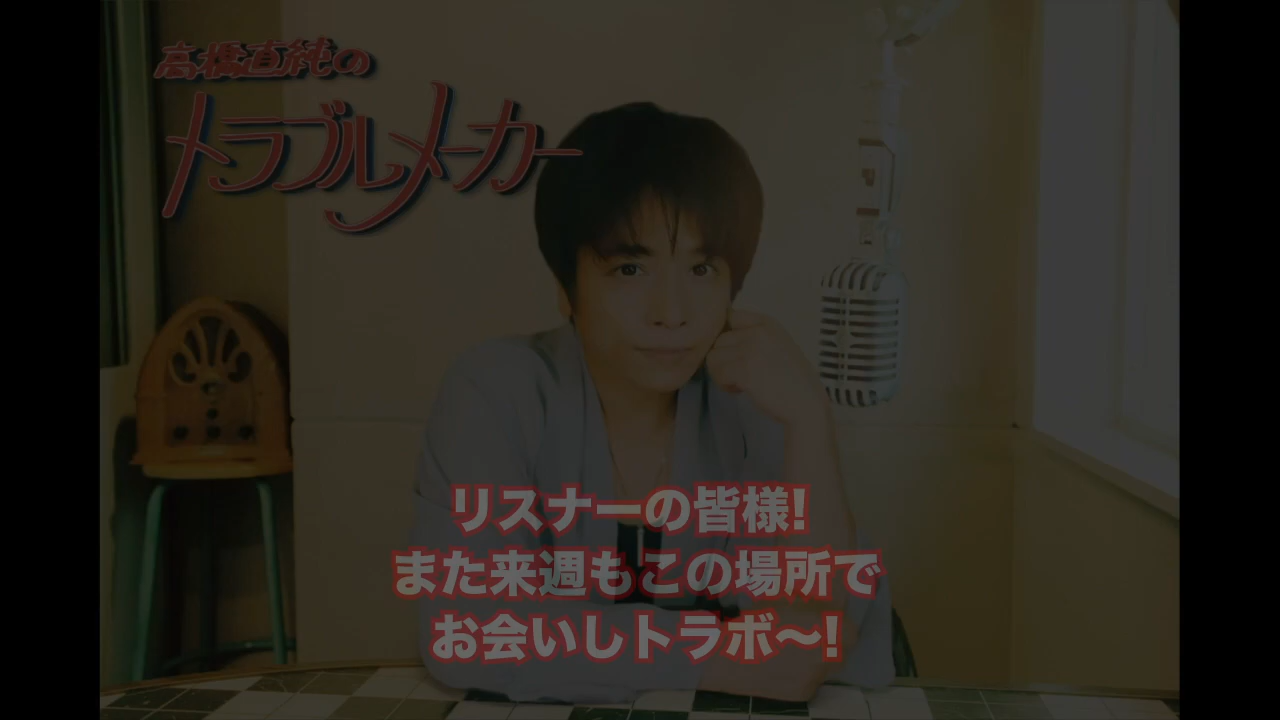 高橋直純の
トラブルメーカー
リスナーの皆様!
また来週もこの場所で
お会いしトラボ〜!